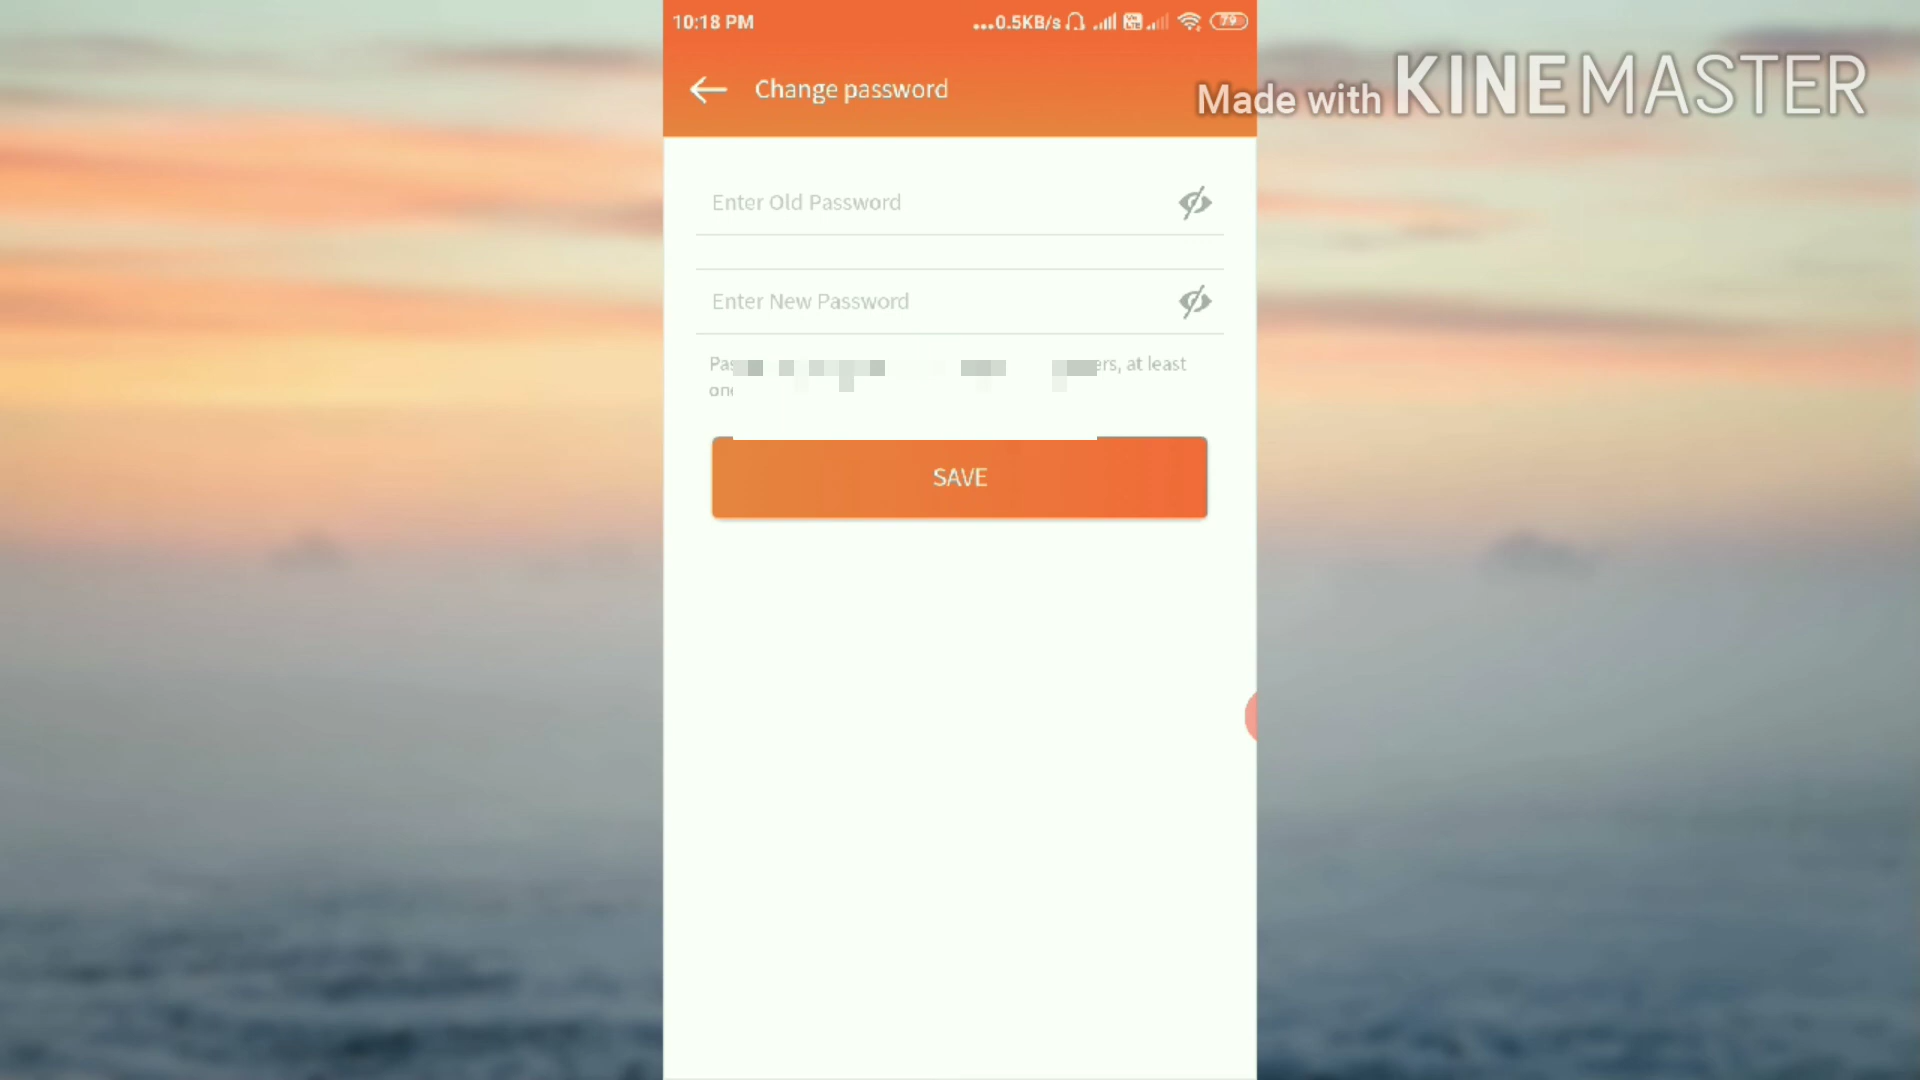 10:18 PM ...0.5KB/s 79
Change password
Made with KINEMASTER
Enter Old Password
Enter New Password
at least
SAVE